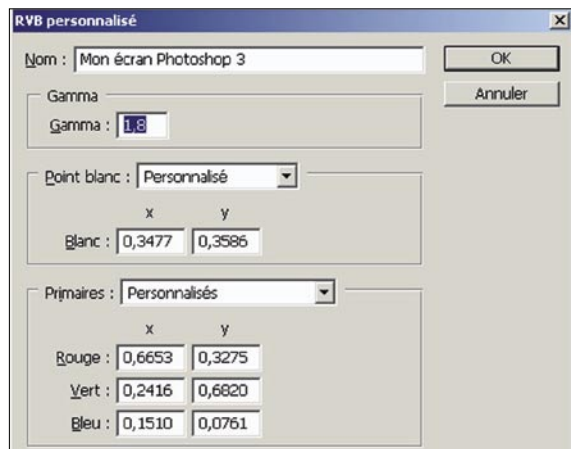 RVB personnalisé
Nom : Mon écran Photoshop 3
OK
Annuler
Gamma
Gamma : 1,8
Point blanc : Personnalisé
x y
Blanc : 0,3477 0,3586
Primaires : Personnalisés
x y
Rouge : 0,6653 0,3275
Vert : 0,2416 0,6820
Bleu : 0,1510 0,0761